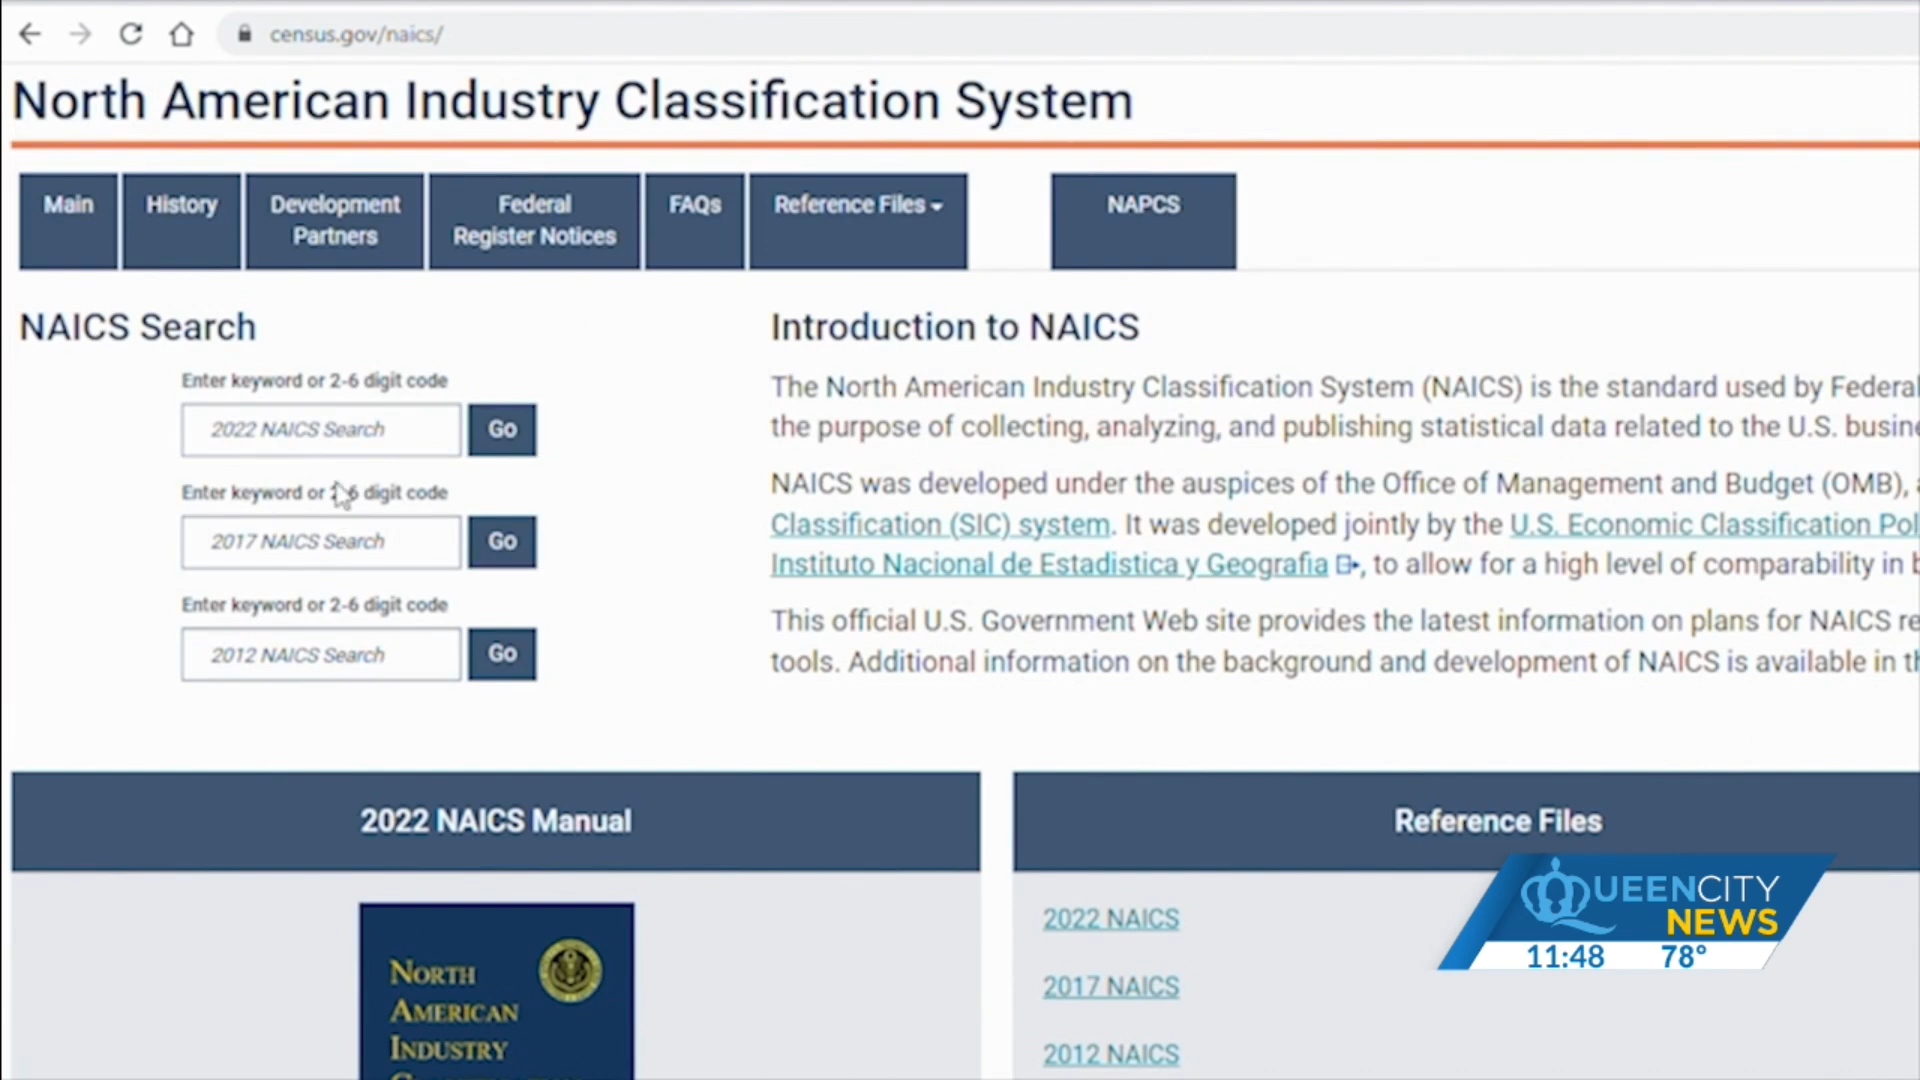 census.gov/naics/
North American Industry Classification System
Main
History
Development
Partners
Federal
Register Notices
FAQs
Reference Files
NAPCS
NAICS Search
Enter keyword or 2-6 digit code
2022 NAICS Search
Go
Enter keyword or 2-6 digit code
2017 NAICS Search
Go
Enter keyword or 2-6 digit code
2012 NAICS Search
Go
Introduction to NAICS
The North American Industry Classification System (NAICS) is the standard used by Federal
the purpose of collecting, analyzing, and publishing statistical data related to the U.S.
NAICS was developed under the auspices of the Office of Management and Budget (OMB),
Classification (SIC) system. It was developed jointly by the U.S. Economic Classification
Instituto Nacional de Estadistica y Geografia, to allow for a high level of comparability in
This official U.S. Government Web site provides the latest information on plans for NAICS
tools. Additional information on the background and development of NAICS is available in
2022 NAICS Manual
NORTH
AMERICAN
INDUSTRY
Reference Files
2022 NAICS
2017 NAICS
2012 NAICS
QUEEN CITY
NEWS
11:48 78°